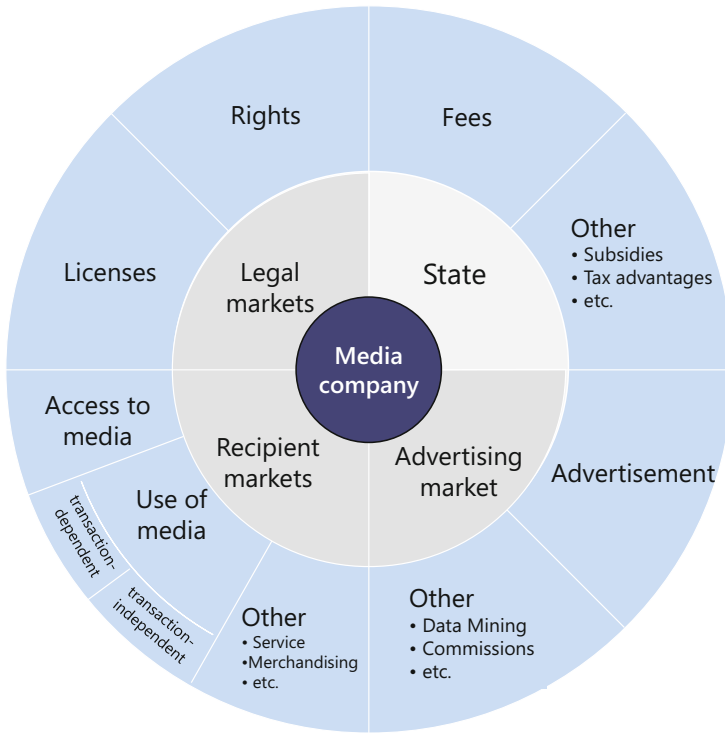 Rights
Fees
Licenses
Legal
markets
State
Other
• Subsidies
• Tax advantages
• etc.
Media
company
Access to
media
Recipient
markets
Advertising
market
Advertisement
Use of
media
transaction-
dependent
transaction-
independent
Other
• Service
•Merchandising
• etc.
Other
• Data Mining
• Commissions
• etc.